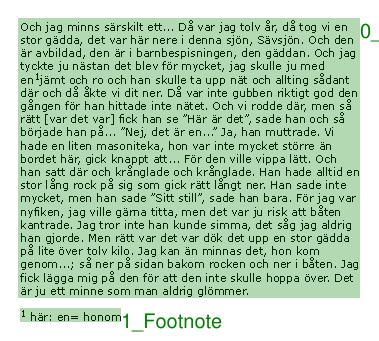 Och jag minns särskilt ett... Då var jag tolv år, då tog vi en
stor gädda, det var här nere i denna sjön, Sävsjön. Och den
är avbildad, den är i barnbespisningen, den gäddan. Och jag
tyckte ju nästan det blev för mycket, jag skulle ju med
en¹jämt och ro och han skulle ta upp nät och allting sådant
där och då åkte vi dit ner. Då var inte gubben riktigt god den
gången för han hittade inte nätet. Och vi rodde där, men så
rätt [var det var] fick han se "Här är det", sade han och så
började han på... "Nej, det är en..." Ja, han muttrade. Vi
hade en liten masoniteka, hon var inte mycket större än
bordet här, gick knappt att... För den ville vippa lätt. Och
han satt där och krånglade och krånglade. Han hade alltid en
stor lång rock på sig som gick rätt långt ner. Han sade inte
mycket, men han sade "Sitt still", sade han bara. För jag var
nyfiken, jag ville gärna titta, men det var ju risk att båten
kantrade. Jag tror inte han kunde simma, det såg jag aldrig
han gjorde. Men rätt var det var dök det upp en stor gädda
på lite över tolv kilo. Jag kan än minnas det, hon kom
genom...; så ner på sidan bakom rocken och ner i båten. Jag
fick lägga mig på den för att den inte skulle hoppa över. Det
är ju ett minne som man aldrig glömmer.
0_
¹ här: en= honom
1_Footnote